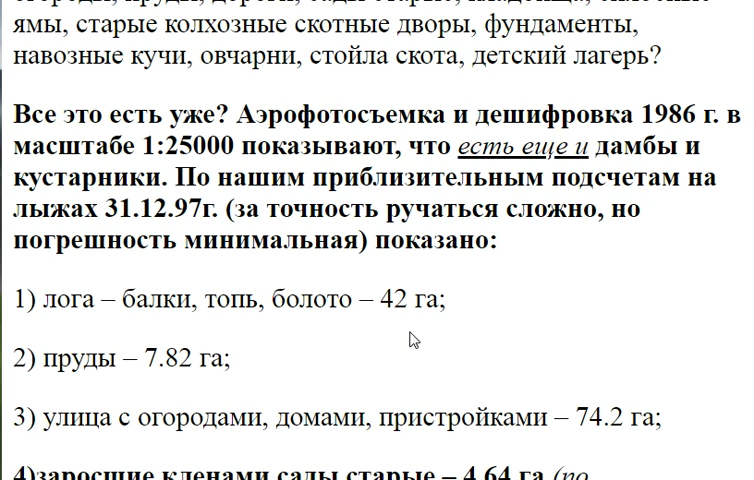 ямы, старые колхозные скотные дворы, фундаменты,
навозные кучи, овчарни, стойла скота, детский лагерь?
Все это есть уже? Аэрофотосъемка и дешифровка 1986 г. в
масштабе 1:25000 показывают, что есть еще и дамбы и
кустарники. По нашим приблизительным подсчетам на
лыжах 31.12.97г. (за точность ручаться сложно, но
погрешность минимальная) показано:
1) лога – балки, топь, болото – 42 га;
2) пруды – 7.82 га;
3) улица с огородами, домами, пристройками – 74.2 га;
4)заросшие кленами сады старые – 4.64 га (по